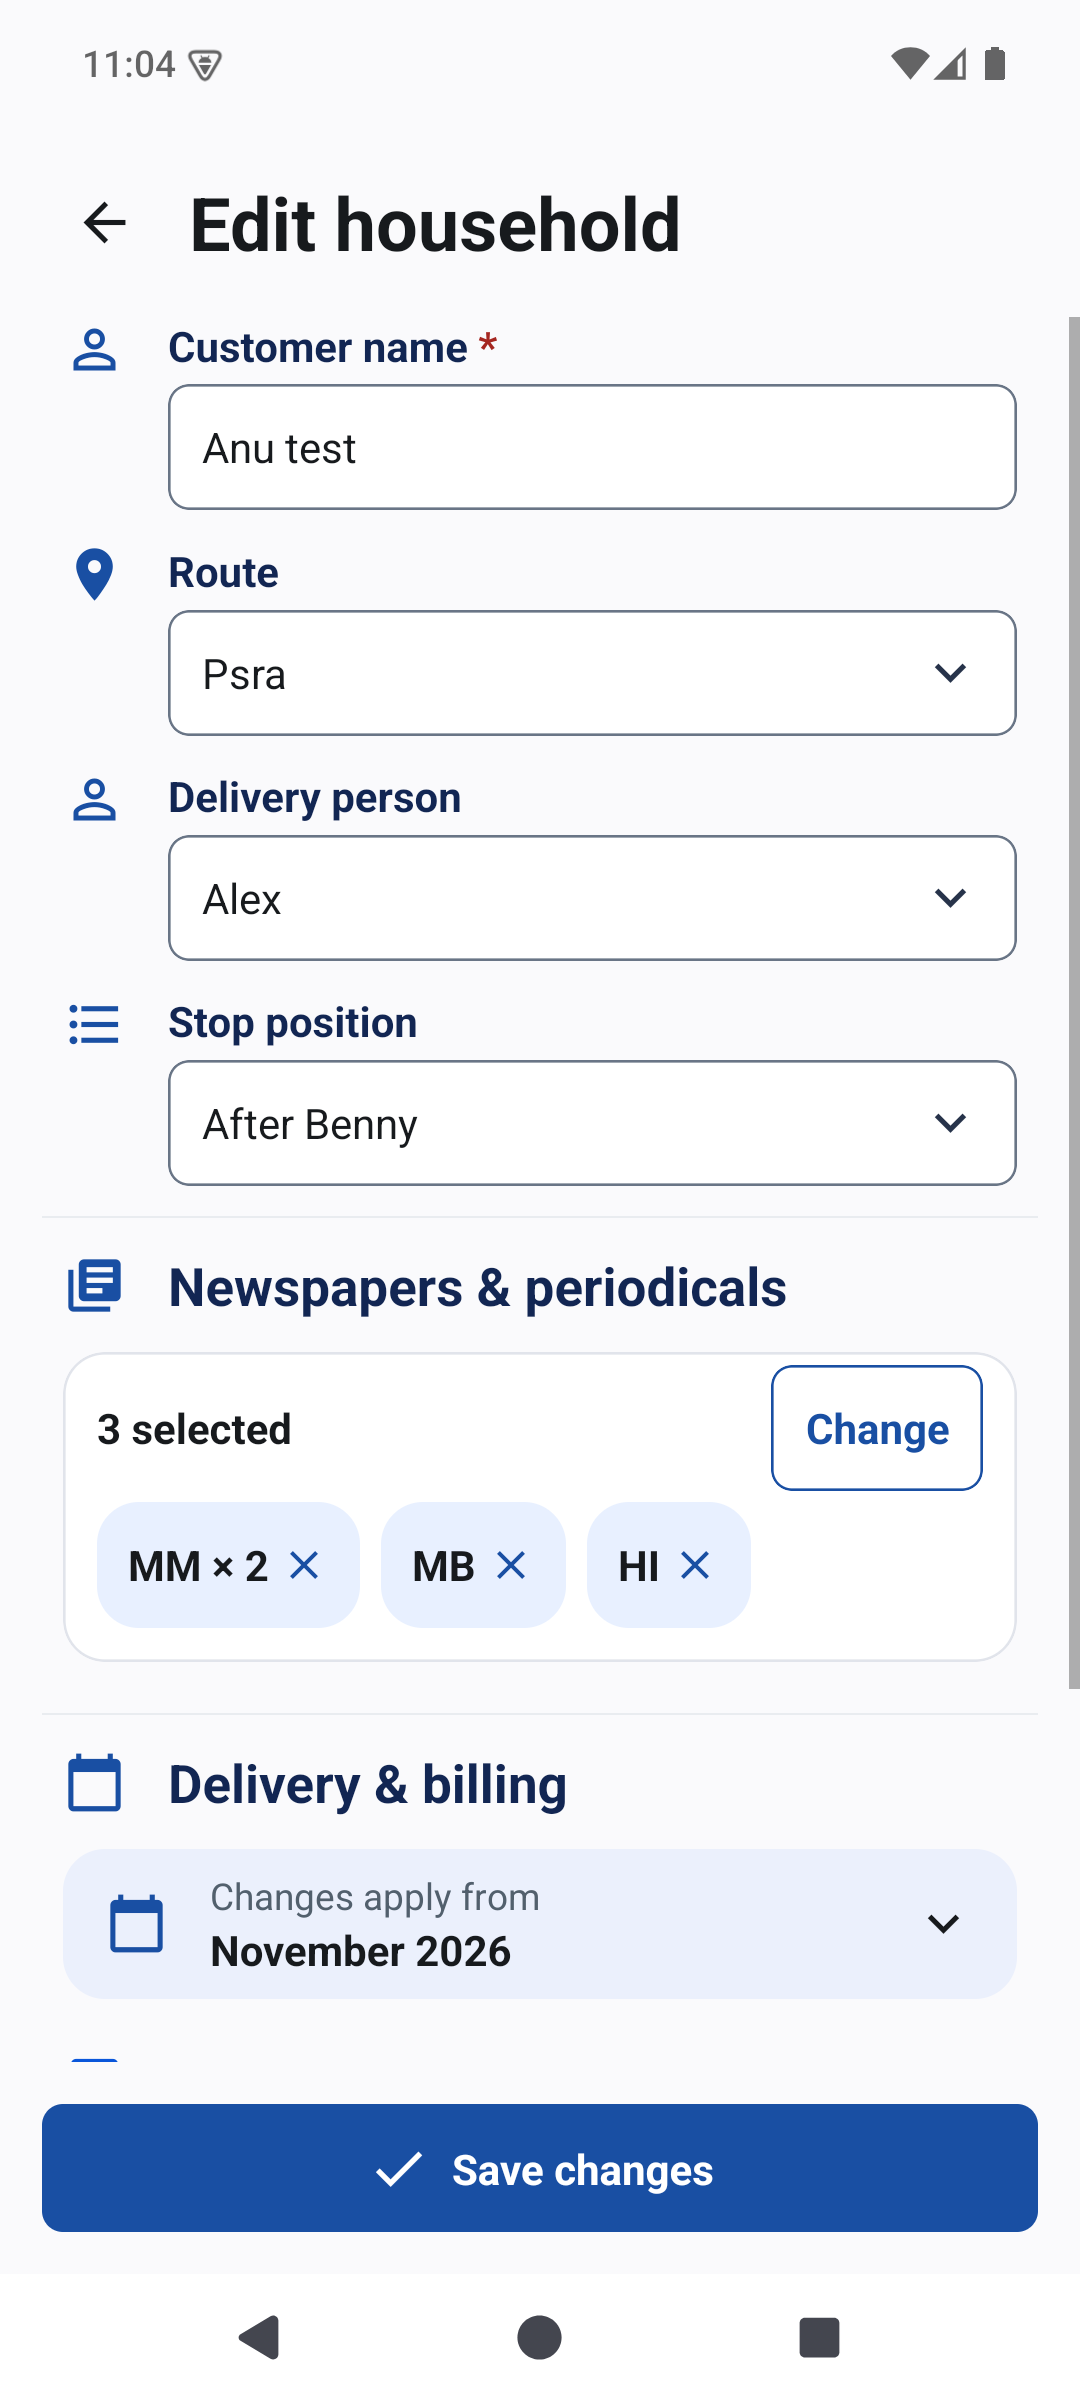 11:04
Edit household
Customer name *
Anu test
Route
Psra
Delivery person
Alex
Stop position
After Benny
Newspapers & periodicals
3 selected
Change
MM × 2
MB
HI
Delivery & billing
Changes apply from
November 2026
Save changes